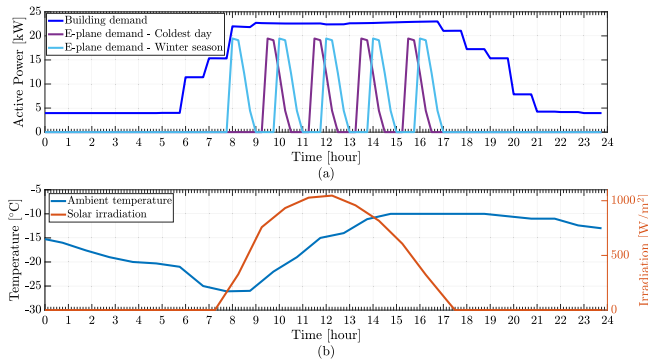 Active Power [kW]
25
20
15
10
5
0
Building demand
E-plane demand - Coldest day
E-plane demand - Winter season
0 1 2 3 4 5 6 7 8 9 10 11 12 13 14 15 16 17 18 19 20 21 22 23 24
Time [hour]
(a)
Temperature [°C]
-5
-10
-15
-20
-25
-30
Ambient temperature
Solar irradiation
1000
500
0
Irradiation [W/m²]
0 1 2 3 4 5 6 7 8 9 10 11 12 13 14 15 16 17 18 19 20 21 22 23 24
Time [hour]
(b)